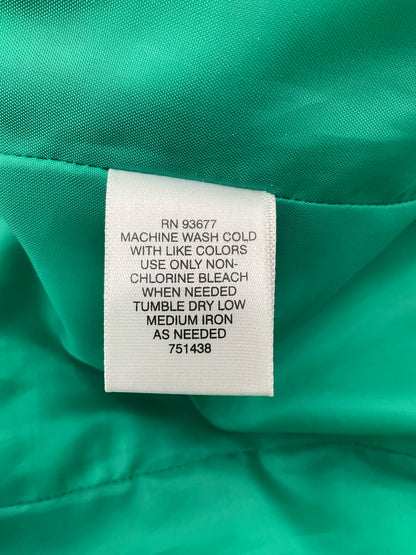 RN 93677
MACHINE WASH COLD
WITH LIKE COLORS
USE ONLY NON-
CHLORINE BLEACH
WHEN NEEDED
TUMBLE DRY LOW
MEDIUM IRON
AS NEEDED
751438